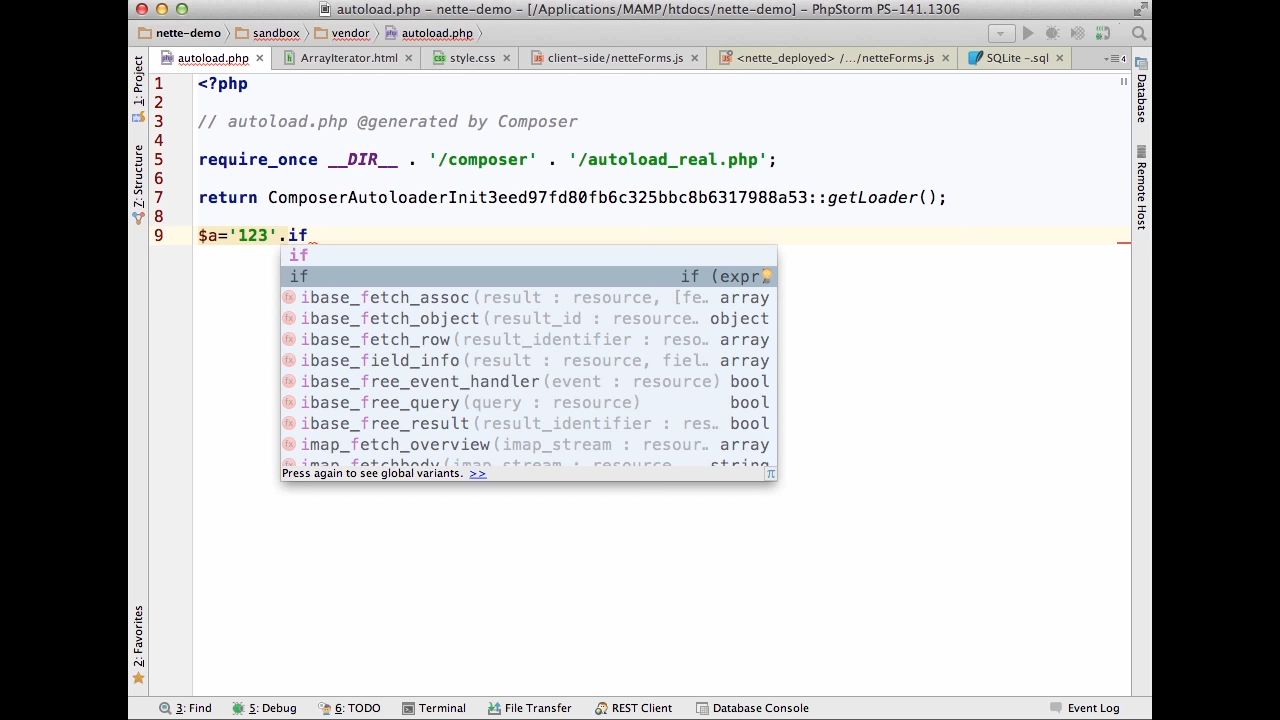 autoload.php – nette-demo – [/Applications/MAMP/htdocs/nette-demo] – PhpStorm PS-141.1306
nette-demo sandbox vendor autoload.php
autoload.php ArrayIterator.html style.css client-side/netteForms.js <nette_deployed> /.../netteForms.js SQLite -.sql 4
1: Project
Z: Structure
2: Favorites
1 <?php
2
3 // autoload.php @generated by Composer
4
5 require_once __DIR__ . '/composer' . '/autoload_real.php';
6
7 return ComposerAutoloaderInit3eed97fd80fb6c325bbc8b6317988a53::getLoader();
8
9 $a='123'.if
if
if if (expr
ibase_fetch_assoc(result : resource, [fe… array
ibase_fetch_object(result_id : resource… object
ibase_fetch_row(result_identifier : reso… array
ibase_field_info(result : resource, fiel… array
ibase_free_event_handler(event : resource) bool
ibase_free_query(query : resource) bool
ibase_free_result(result_identifier : res… bool
imap_fetch_overview(imap_stream : resour… array
imap_fetchbody(imap_stream : resource string
Press again to see global variants. >> π
Database
Remote Host
3: Find 5: Debug 6: TODO Terminal File Transfer REST Client Database Console Event Log